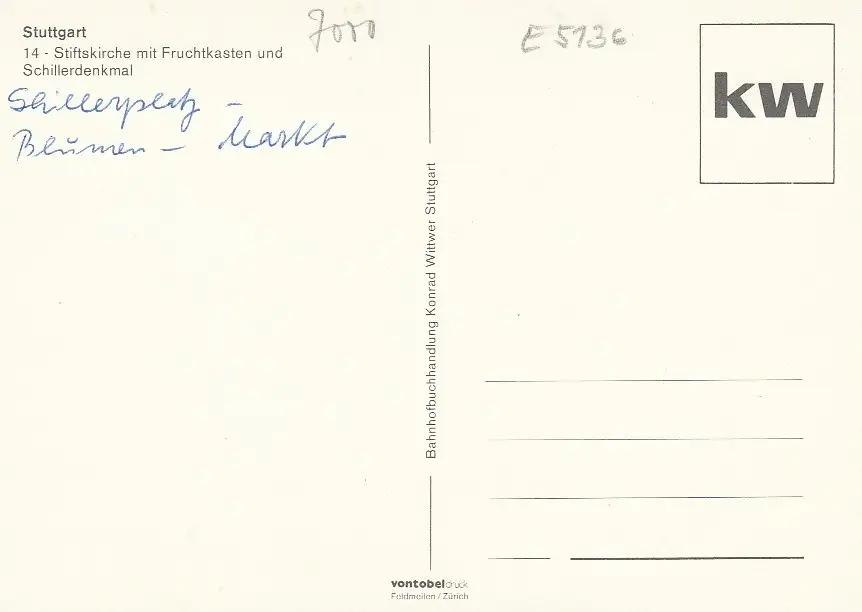 Stuttgart
14 - Stiftskirche mit Fruchtkasten und
Schillerdenkmal
7000
E 5136
kw
Schillerplatz -
Blumen - Markt
Bahnhofbuchhandlung Konrad Wittwer Stuttgart
vontobeldruck
Feldmeilen / Zürich